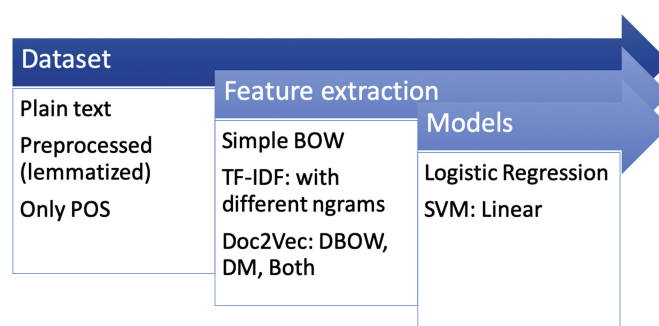 Dataset
Plain text
Preprocessed
(lemmatized)
Only POS
Feature extraction
Simple BOW
TF-IDF: with
different ngrams
Doc2Vec: DBOW,
DM, Both
Models
Logistic Regression
SVM: Linear